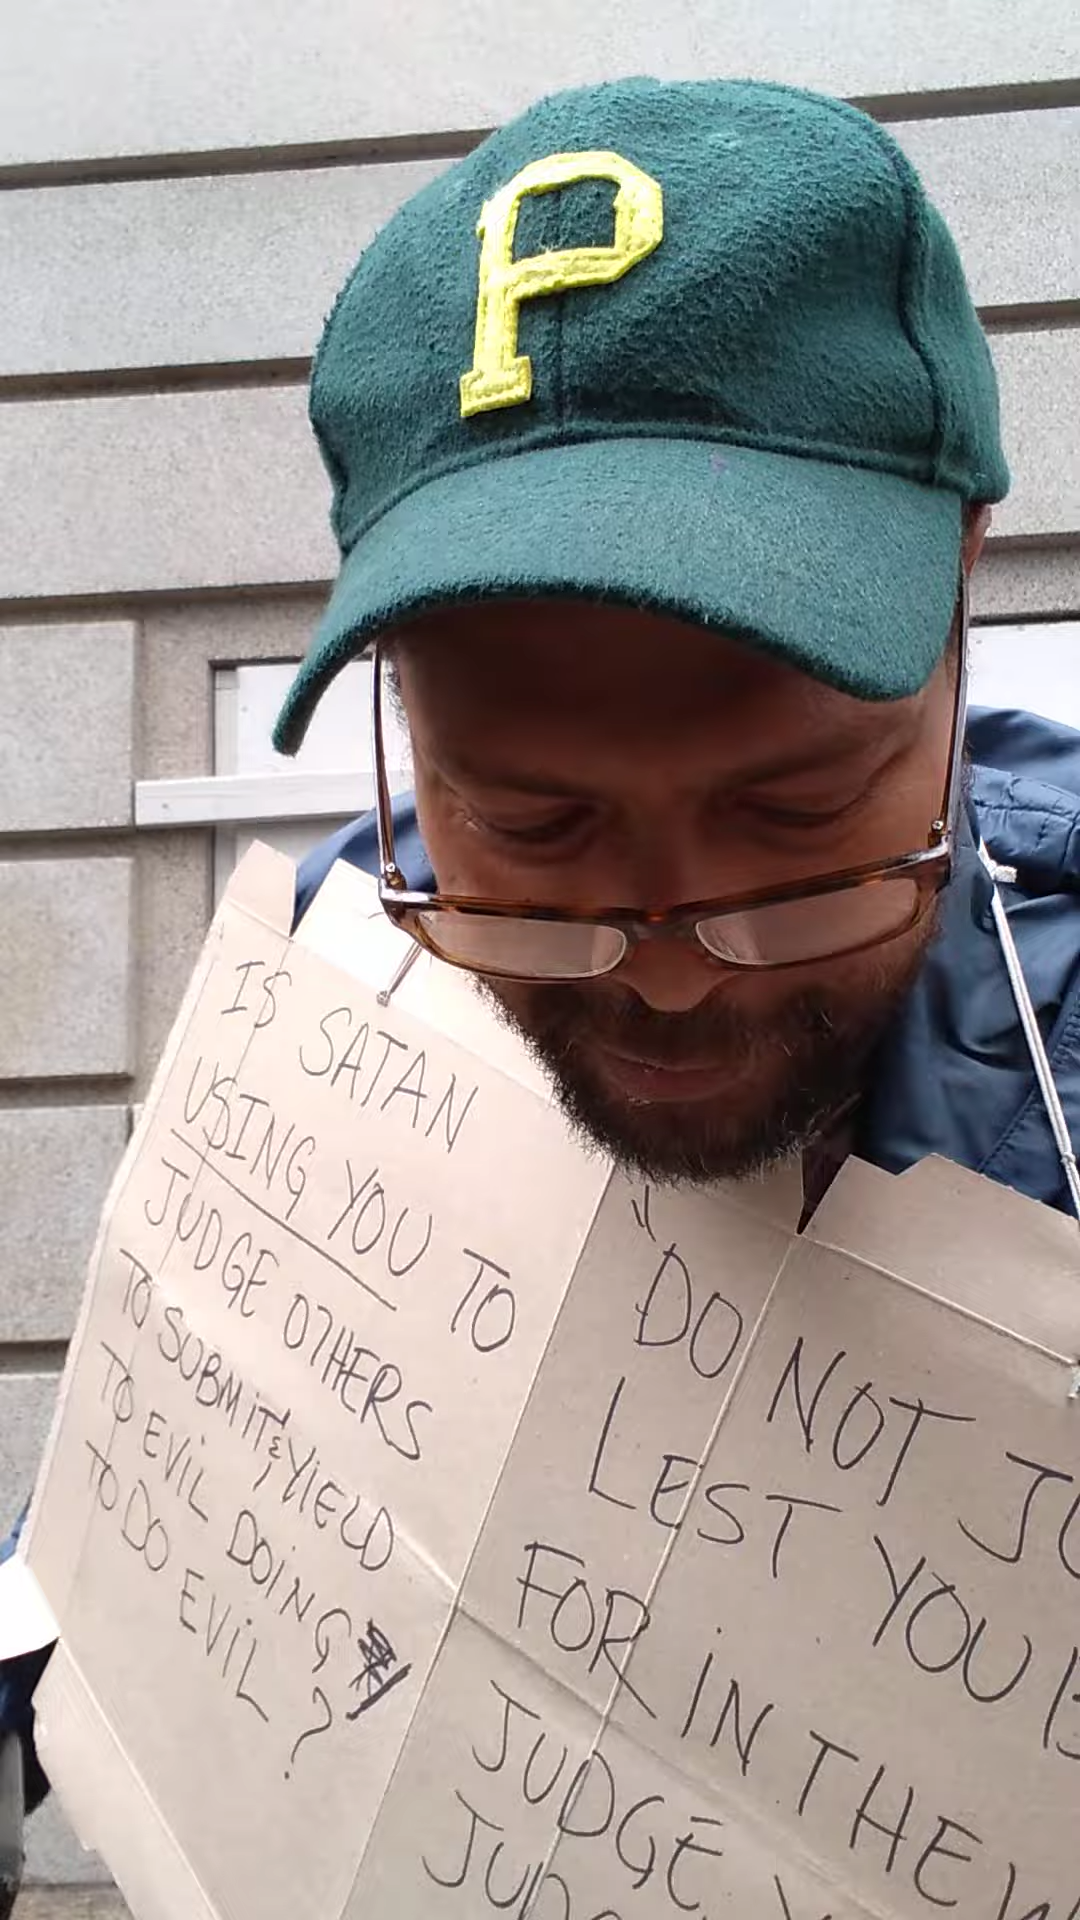 P
IS SATAN
USING YOU TO
JUDGE OTHERS
TO SUBMIT & YIELD
TO EVIL DOING
TO DO EVIL?
"DO NOT
LEST YOU
FOR IN THE
JUDGE